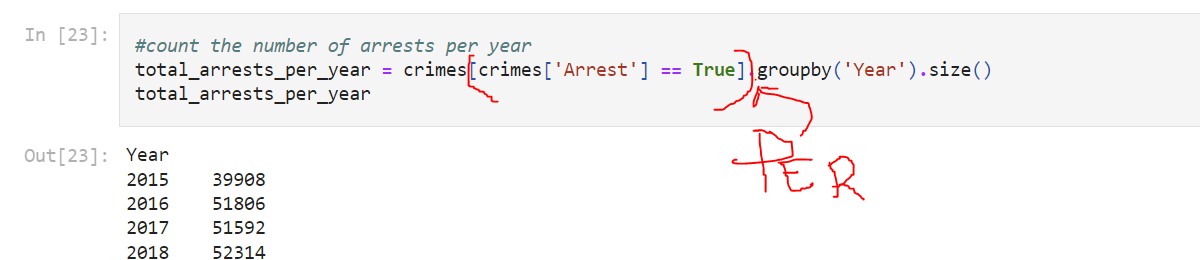 In [23]:
#count the number of arrests per year
total_arrests_per_year = crimes[crimes['Arrest'] == True].groupby('Year').size()
total_arrests_per_year
PER
Out[23]:
Year
2015 39908
2016 51806
2017 51592
2018 52314